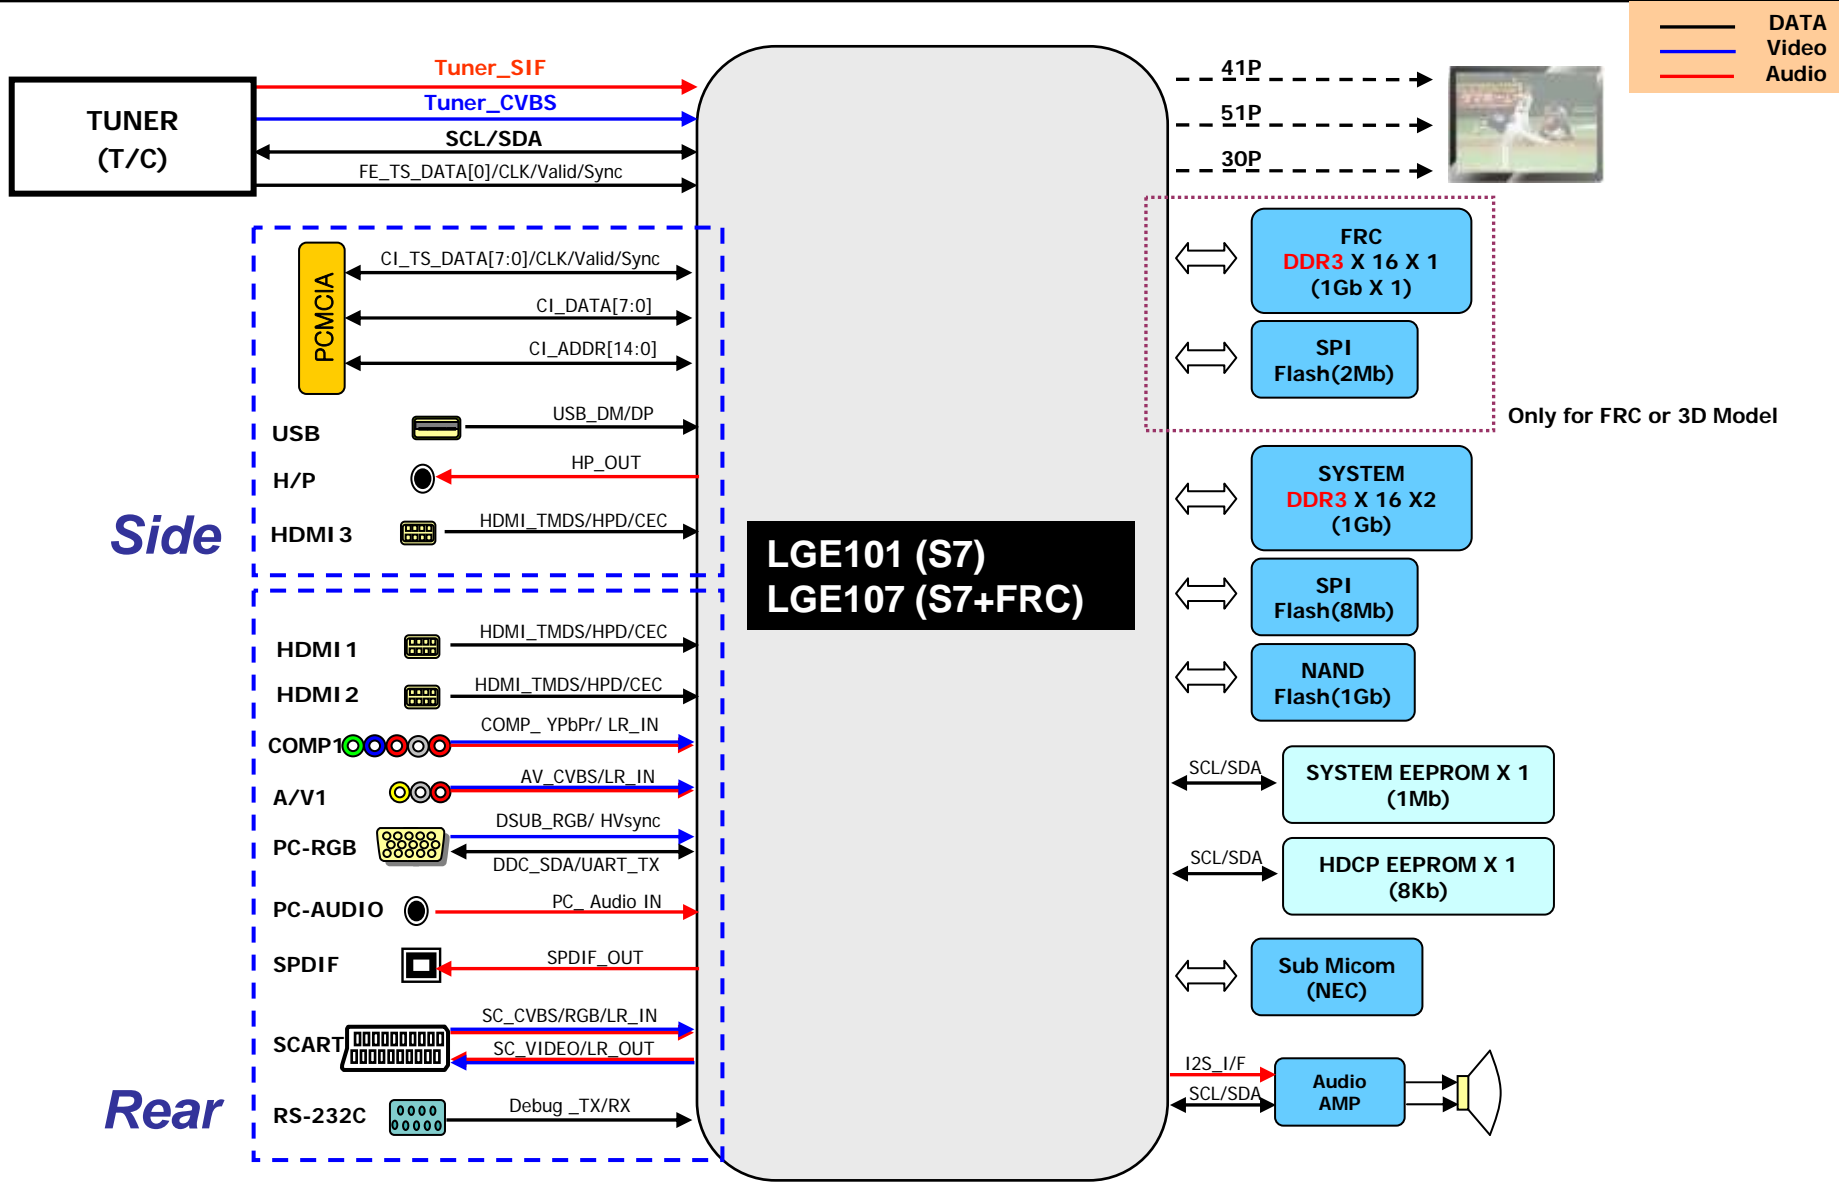 DATA
Video
Audio
TUNER
(T/C)
Tuner_SIF
Tuner_CVBS
SCL/SDA
FE_TS_DATA[0]/CLK/Valid/Sync
Side
PCMCIA
CI_TS_DATA[7:0]/CLK/Valid/Sync
CI_DATA[7:0]
CI_ADDR[14:0]
USB
USB_DM/DP
H/P
HP_OUT
HDMI3
HDMI_TMDS/HPD/CEC
Rear
HDMI1
HDMI_TMDS/HPD/CEC
HDMI2
HDMI_TMDS/HPD/CEC
COMP1
COMP_ YPbPr/ LR_IN
A/V1
AV_CVBS/LR_IN
PC-RGB
DSUB_RGB/ HVsync
DDC_SDA/UART_TX
PC-AUDIO
PC_ Audio IN
SPDIF
SPDIF_OUT
SCART
SC_CVBS/RGB/LR_IN
SC_VIDEO/LR_OUT
RS-232C
Debug _TX/RX
LGE101 (S7)
LGE107 (S7+FRC)
41P
51P
30P
FRC
DDR3 X 16 X 1
(1Gb X 1)
SPI
Flash(2Mb)
Only for FRC or 3D Model
SYSTEM
DDR3 X 16 X2
(1Gb)
SPI
Flash(8Mb)
NAND
Flash(1Gb)
SCL/SDA
SYSTEM EEPROM X 1
(1Mb)
SCL/SDA
HDCP EEPROM X 1
(8Kb)
Sub Micom
(NEC)
I2S_I/F
SCL/SDA
Audio
AMP